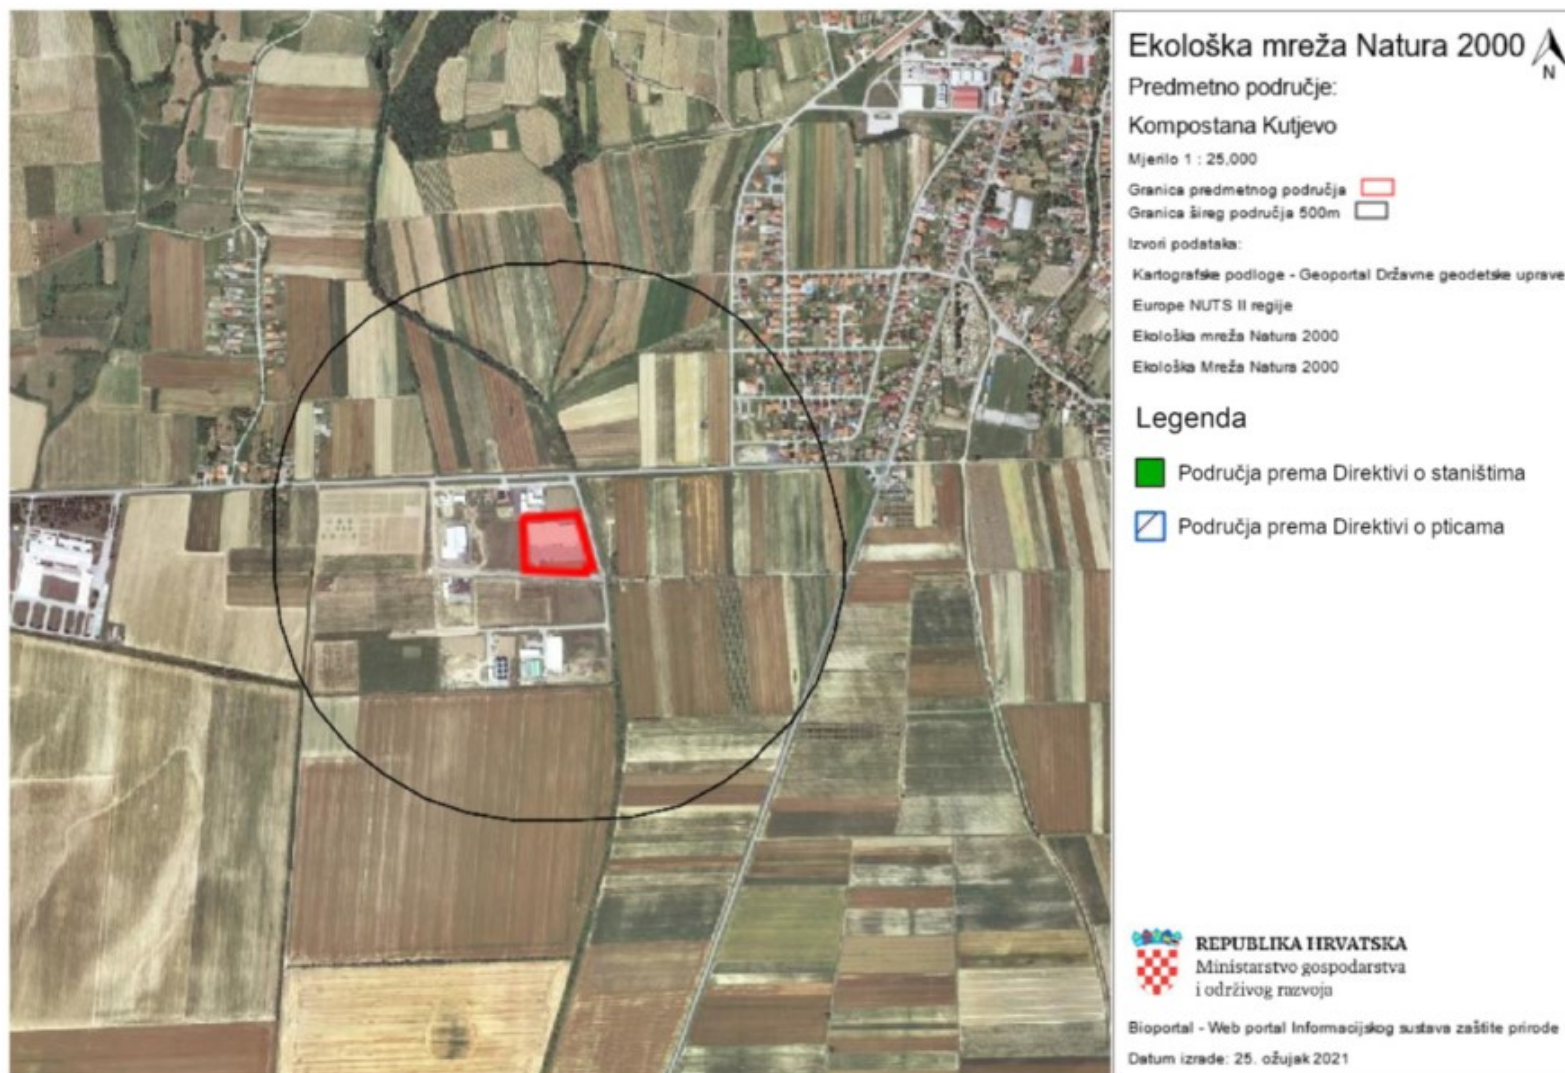 Ekološka mreža Natura 2000
N
Predmetno područje:
Kompostana Kutjevo
Mjerilo 1 : 25,000
Granica predmetnog područja
Granica šireg područja 500m
Izvori podataka:
Kartografske podloge - Geoportal Državne geodetske uprave
Europe NUTS II regije
Ekološka mreža Natura 2000
Ekološka Mreža Natura 2000
Legenda
Područja prema Direktivi o staništima
Područja prema Direktivi o pticama
REPUBLIKA HRVATSKA
Ministarstvo gospodarstva
i održivog razvoja
Bioportal - Web portal Informacijskog sustava zaštite prirode
Datum izrade: 25. ožujak 2021